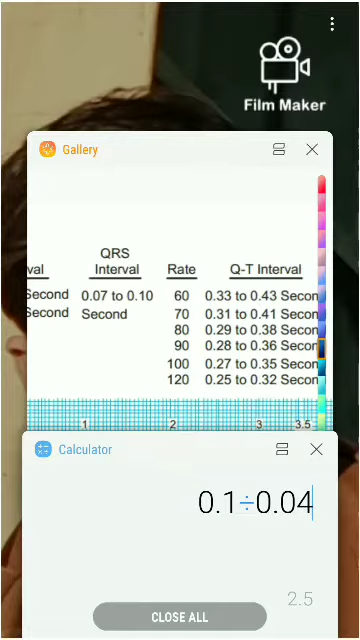 Film Maker
Gallery
QRS
val Interval Rate Q-T Interval
Second 0.07 to 0.10 60 0.33 to 0.43 Secon
Second Second 70 0.31 to 0.41 Secon
80 0.29 to 0.38 Secon
90 0.28 to 0.36 Secon
100 0.27 to 0.35 Secon
120 0.25 to 0.32 Secon
1 2 3 3.5
Calculator
0.1÷0.04
2.5
CLOSE ALL